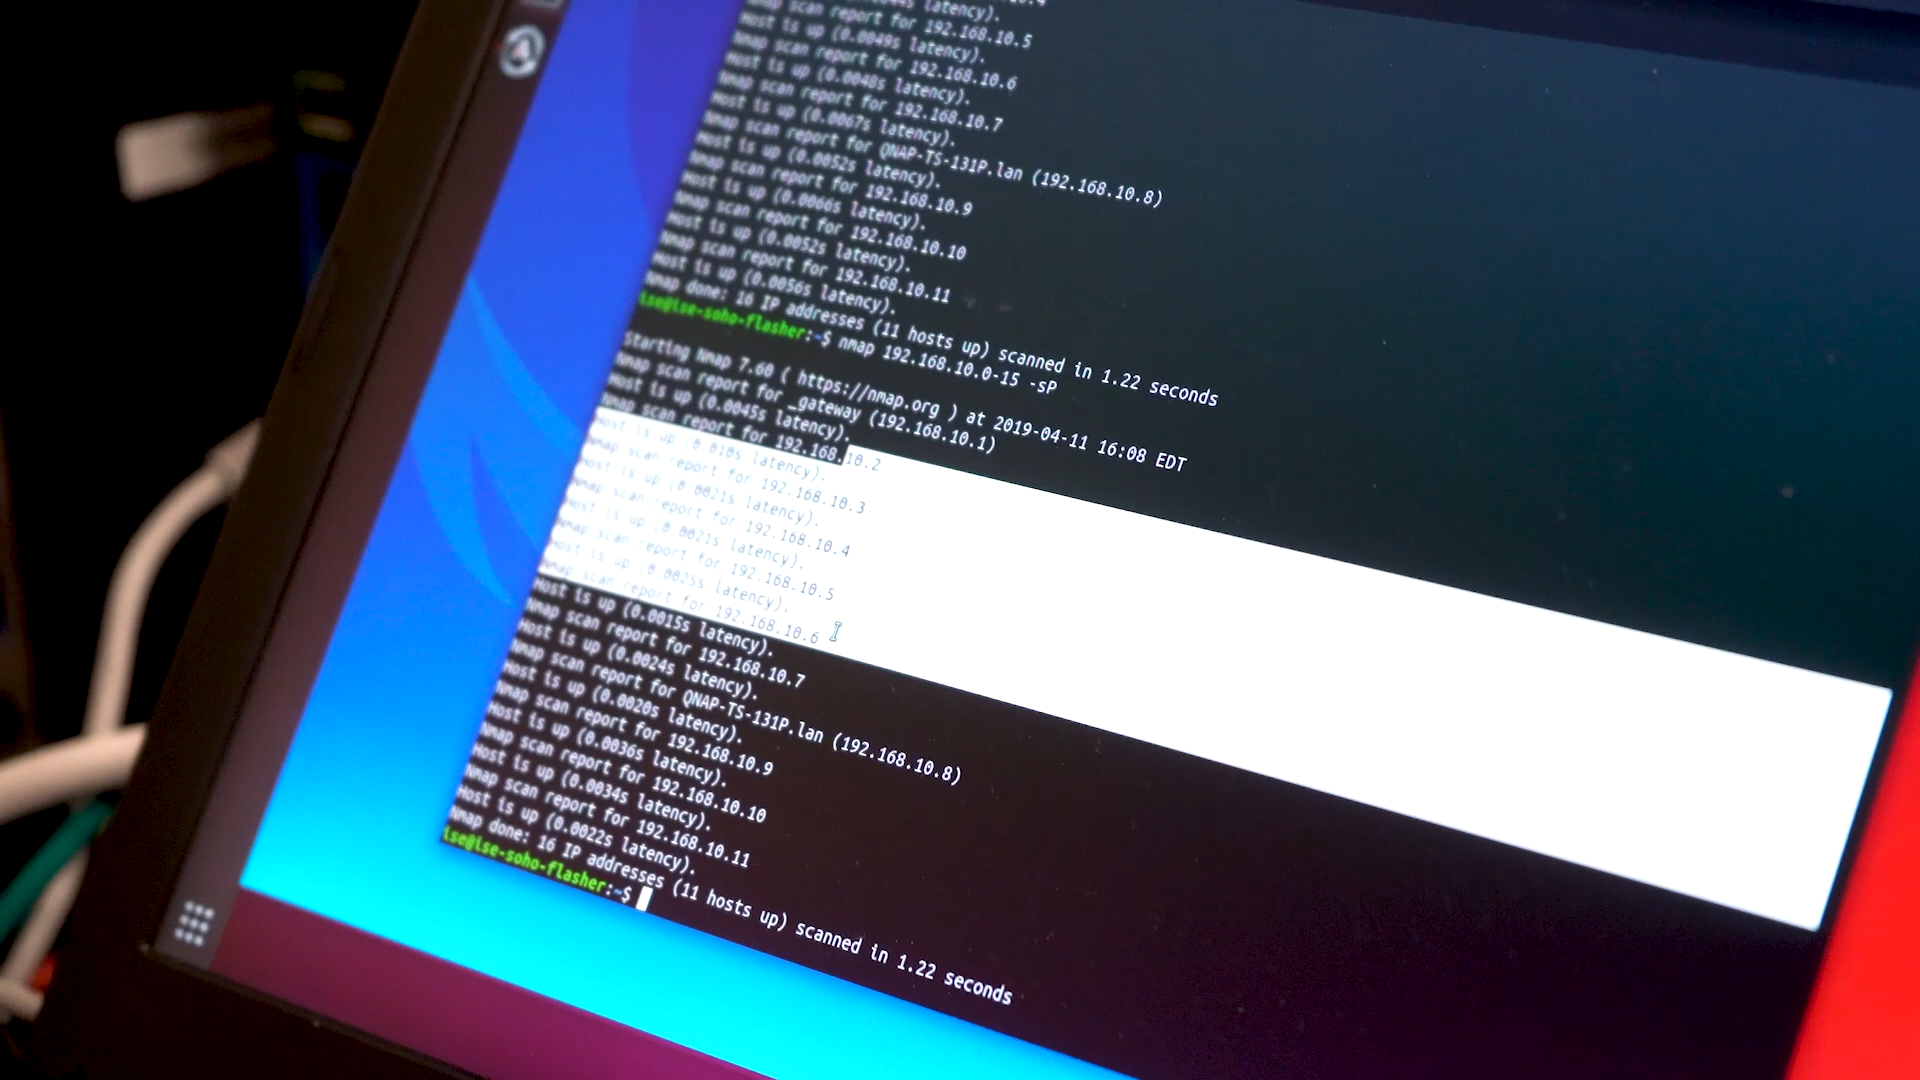 latency).
Nmap scan report for 192.168.10.5
Host is up (0.0049s latency).
Nmap scan report for 192.168.10.6
Host is up (0.0048s latency).
Nmap scan report for 192.168.10.7
Host is up (0.0067s latency).
Nmap scan report for QNAP-TS-131P.lan (192.168.10.8)
Host is up (0.0052s latency).
Nmap scan report for 192.168.10.9
Host is up (0.0066s latency).
Nmap scan report for 192.168.10.10
Host is up (0.0052s latency).
Nmap scan report for 192.168.10.11
Host is up (0.0056s latency).
Nmap done: 16 IP addresses (11 hosts up) scanned in 1.22 seconds
ise@ise-soho-flasher:~$ nmap 192.168.10.0-15 -sP
Starting Nmap 7.60 ( https://nmap.org ) at 2019-04-11 16:08 EDT
Nmap scan report for _gateway (192.168.10.1)
Host is up (0.0045s latency).
Nmap scan report for 192.168.10.2
Host is up (0.010s latency).
Nmap scan report for 192.168.10.3
Host is up (0.0021s latency).
Nmap scan report for 192.168.10.4
Host is up (0.0021s latency).
Nmap scan report for 192.168.10.5
Host is up (0.0025s latency).
Nmap scan report for 192.168.10.6
Host is up (0.0015s latency).
Nmap scan report for 192.168.10.7
Host is up (0.0024s latency).
Nmap scan report for QNAP-TS-131P.lan (192.168.10.8)
Host is up (0.0020s latency).
Nmap scan report for 192.168.10.9
Host is up (0.0036s latency).
Nmap scan report for 192.168.10.10
Host is up (0.0034s latency).
Nmap scan report for 192.168.10.11
Host is up (0.0022s latency).
Nmap done: 16 IP addresses (11 hosts up) scanned in 1.22 seconds
ise@ise-soho-flasher:~$